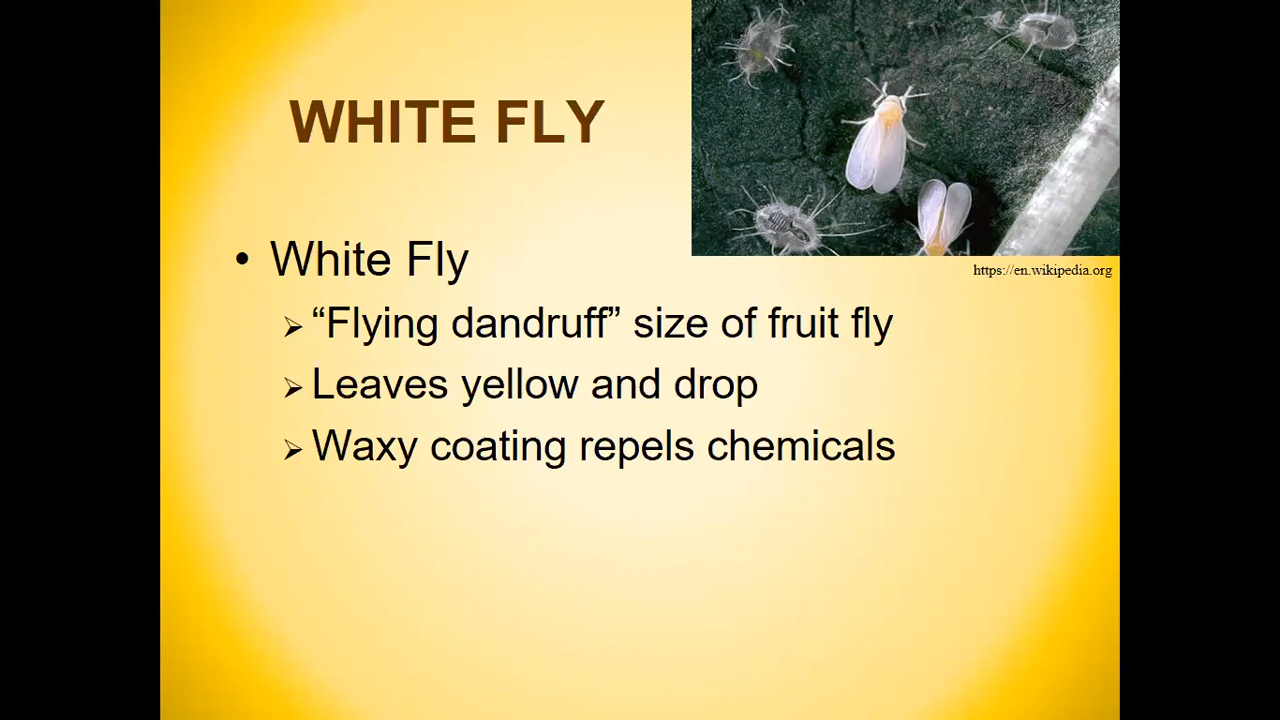 WHITE FLY
https://en.wikipedia.org
• White Fly
➢ “Flying dandruff” size of fruit fly
➢ Leaves yellow and drop
➢ Waxy coating repels chemicals